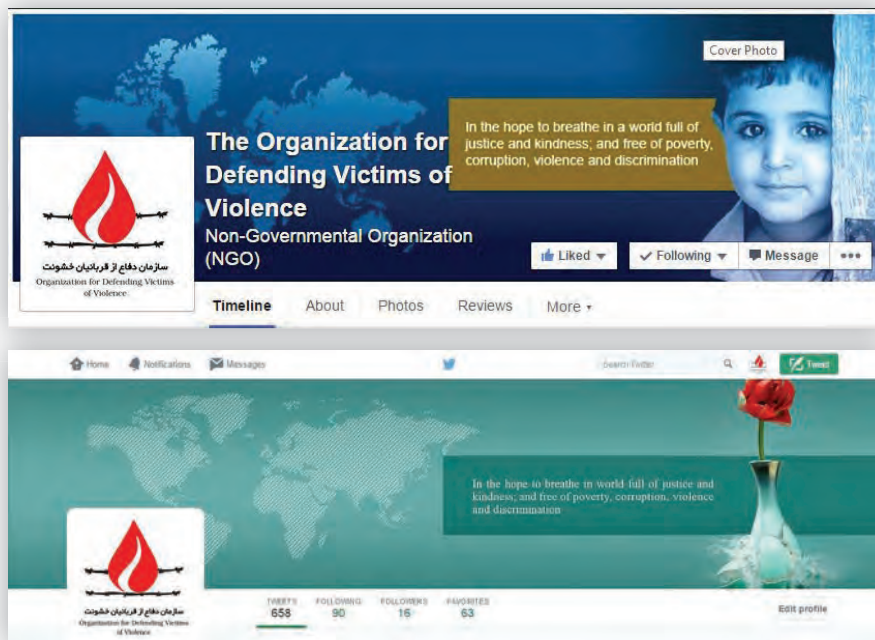 Cover Photo
In the hope to breathe in a world full of
justice and kindness; and free of poverty,
corruption, violence and discrimination
The Organization for
Defending Victims of
Violence
Non-Governmental Organization
(NGO)
سازمان دفاع از قربانیان خشونت
Organization for Defending Victims
of Violence
Liked
Following
Message
Timeline
About
Photos
Reviews
More
Home
Notifications
Messages
Search Twitter
Tweet
In the hope to breathe in world full of justice and
kindness; and free of poverty, corruption, violence
and discrimination
سازمان دفاع از قربانیان خشونت
Organization for Defending Victims
of Violence
TWEETS
658
FOLLOWING
90
FOLLOWERS
16
FAVORITES
63
Edit profile